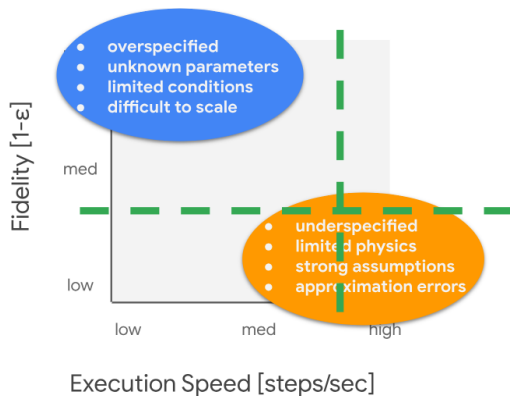 • overspecified
• unknown parameters
• limited conditions
• difficult to scale
Fidelity [1-ε]
med
low
• underspecified
• limited physics
• strong assumptions
• approximation errors
low
med
high
Execution Speed [steps/sec]